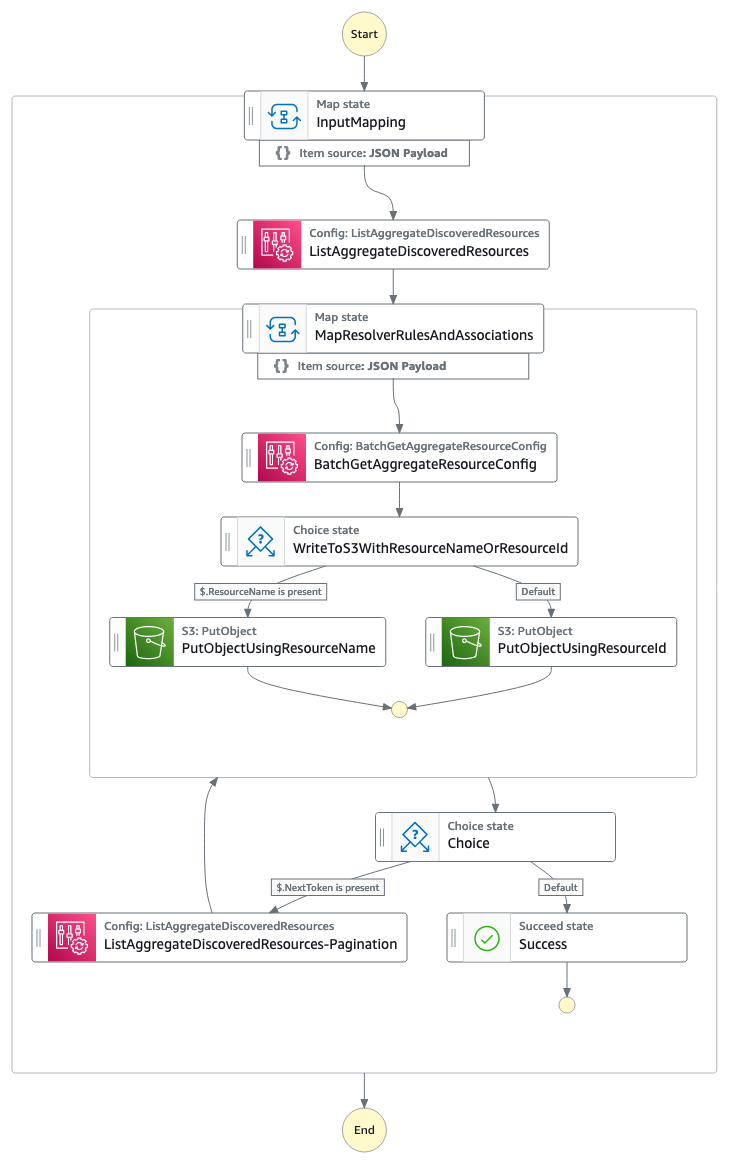 Start
Map state
InputMapping
{} Item source: JSON Payload
Config: ListAggregateDiscoveredResources
ListAggregateDiscoveredResources
Map state
MapResolverRulesAndAssociations
{} Item source: JSON Payload
Config: BatchGetAggregateResourceConfig
BatchGetAggregateResourceConfig
Choice state
WriteToS3WithResourceNameOrResourceId
$.ResourceName is present
Default
S3: PutObject
PutObjectUsingResourceName
S3: PutObject
PutObjectUsingResourceId
Choice state
Choice
$.NextToken is present
Default
Config: ListAggregateDiscoveredResources
ListAggregateDiscoveredResources-Pagination
Succeed state
Success
End